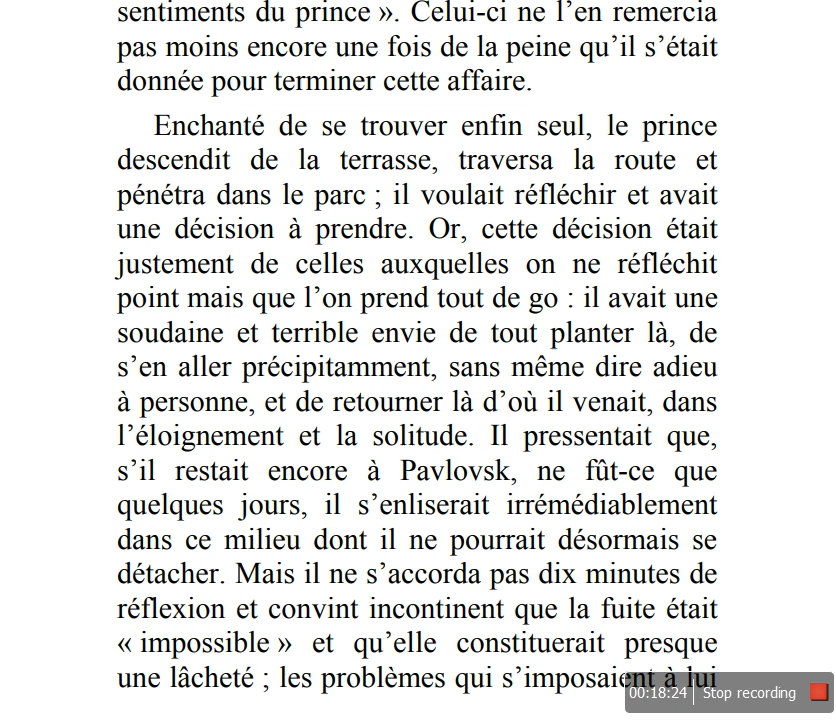 sentiments du prince ». Celui-ci ne l’en remercia
pas moins encore une fois de la peine qu’il s’était
donnée pour terminer cette affaire.
Enchanté de se trouver enfin seul, le prince
descendit de la terrasse, traversa la route et
pénétra dans le parc ; il voulait réfléchir et avait
une décision à prendre. Or, cette décision était
justement de celles auxquelles on ne réfléchit
point mais que l’on prend tout de go : il avait une
soudaine et terrible envie de tout planter là, de
s’en aller précipitamment, sans même dire adieu
à personne, et de retourner là d’où il venait, dans
l’éloignement et la solitude. Il pressentait que,
s’il restait encore à Pavlovsk, ne fût-ce que
quelques jours, il s’enliserait irrémédiablement
dans ce milieu dont il ne pourrait désormais se
détacher. Mais il ne s’accorda pas dix minutes de
réflexion et convint incontinent que la fuite était
« impossible » et qu’elle constituerait presque
une lâcheté ; les problèmes qui s’imposaient à lui
00:18:24 Stop recording